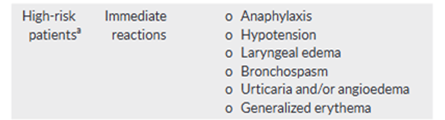 High-risk Immediate o Anaphylaxis
patientsª reactions o Hypotension
o Laryngeal edema
o Bronchospasm
o Urticaria and/or angioedema
o Generalized erythema